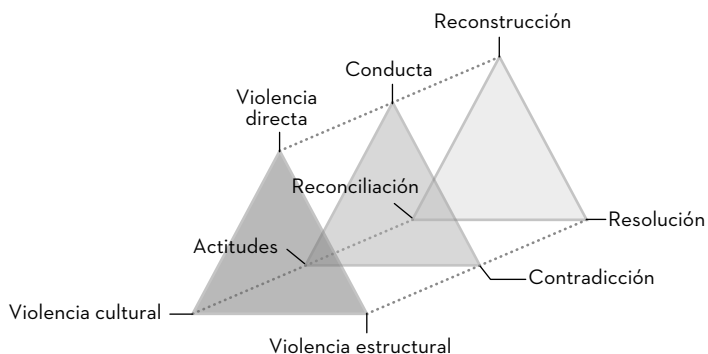 Reconstrucción
Conducta
Violencia
directa
Reconciliación
Resolución
Actitudes
Contradicción
Violencia cultural
Violencia estructural